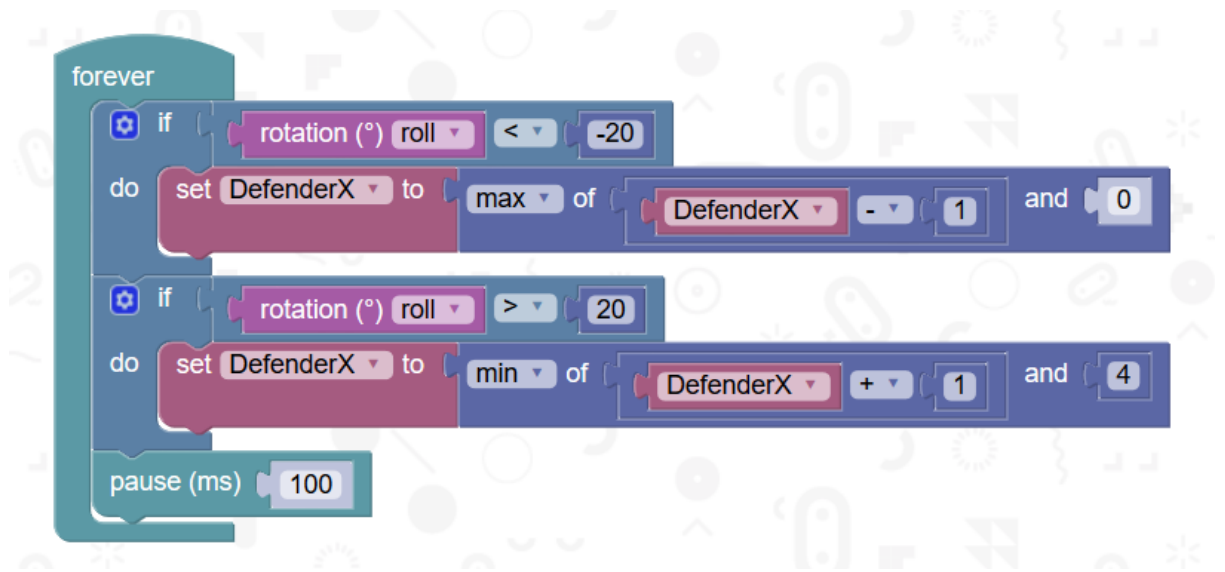 forever
if rotation (°) roll < -20
do set DefenderX to max of DefenderX - 1 and 0
if rotation (°) roll > 20
do set DefenderX to min of DefenderX + 1 and 4
pause (ms) 100